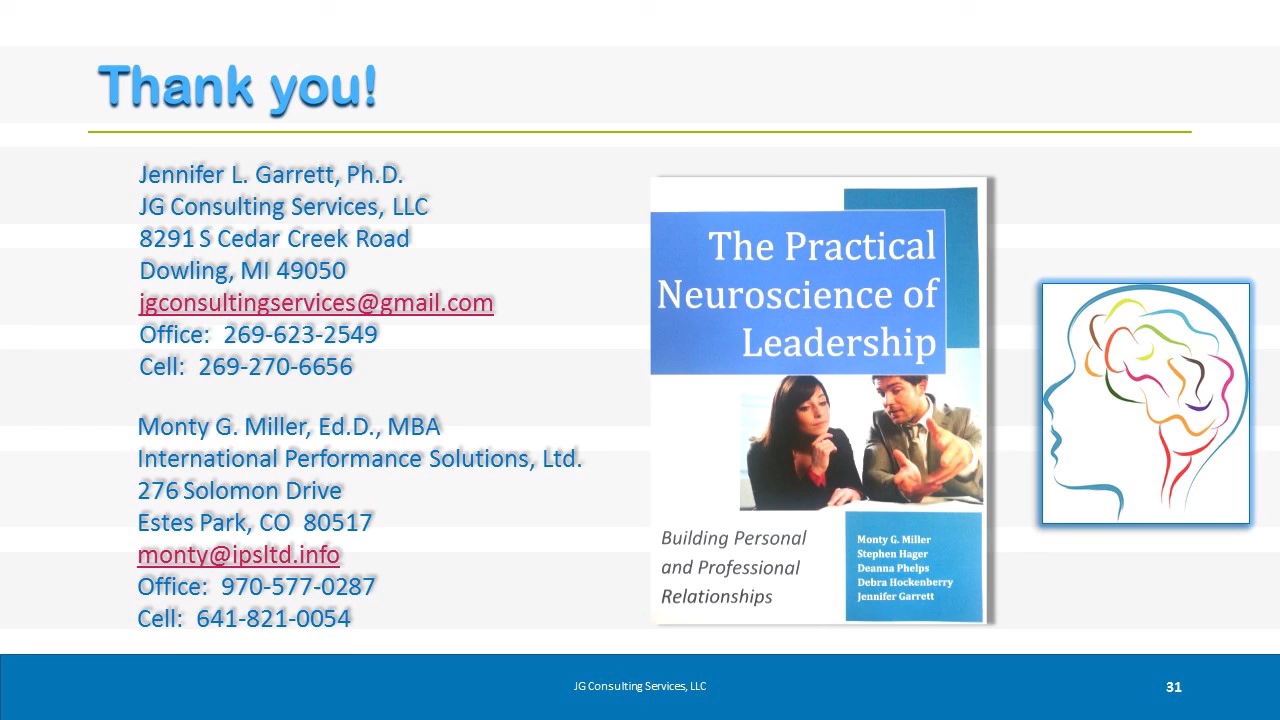 Thank you!
Jennifer L. Garrett, Ph.D.
JG Consulting Services, LLC
8291 S Cedar Creek Road
Dowling, MI 49050
jgconsultingservices@gmail.com
Office:  269-623-2549
Cell:  269-270-6656
Monty G. Miller, Ed.D., MBA
International Performance Solutions, Ltd.
276 Solomon Drive
Estes Park, CO  80517
monty@ipsltd.info
Office:  970-577-0287
Cell:  641-821-0054
The Practical
Neuroscience of
Leadership
Building Personal
and Professional
Relationships
Monty G. Miller
Stephen Hager
Deanna Phelps
Debra Hockenberry
Jennifer Garrett
JG Consulting Services, LLC
31